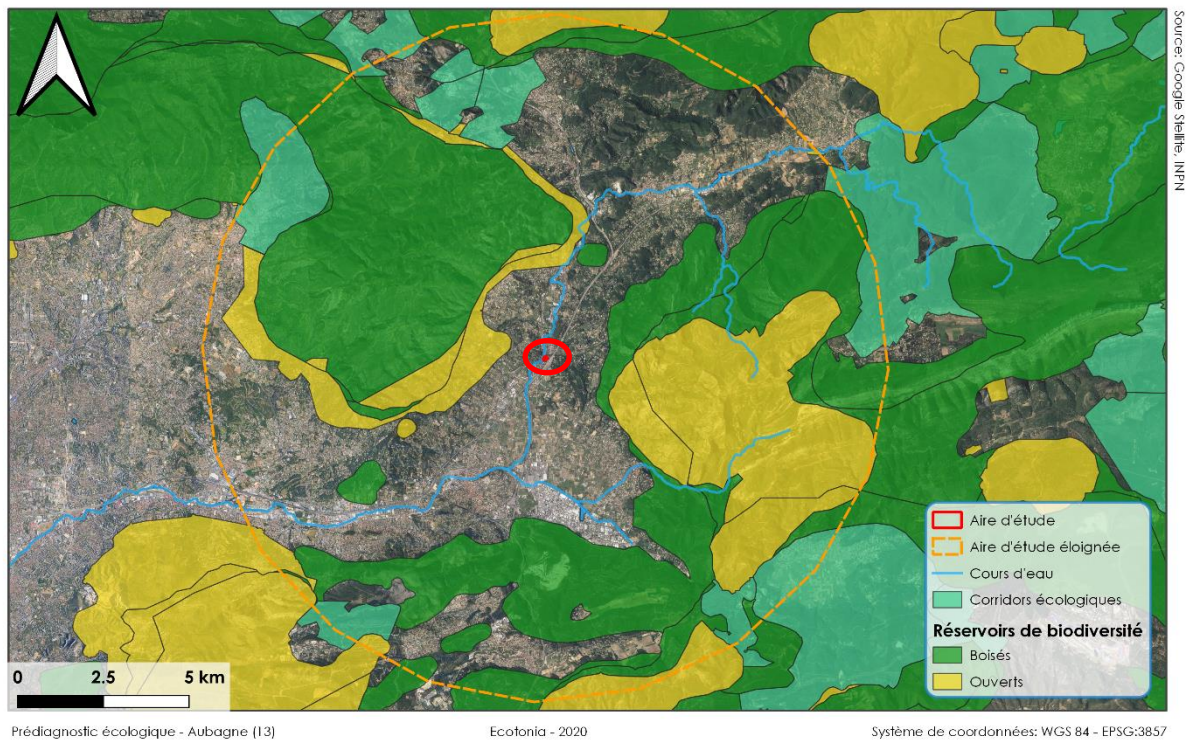 Source: Google Stellite, INPN
Aire d'étude
Aire d'étude éloignée
Cours d'eau
Corridors écologiques
Réservoirs de biodiversité
Boisés
Ouverts
0 2.5 5 km
Prédiagnostic écologique - Aubagne (13)
Ecotonia - 2020
Système de coordonnées: WGS 84 - EPSG:3857